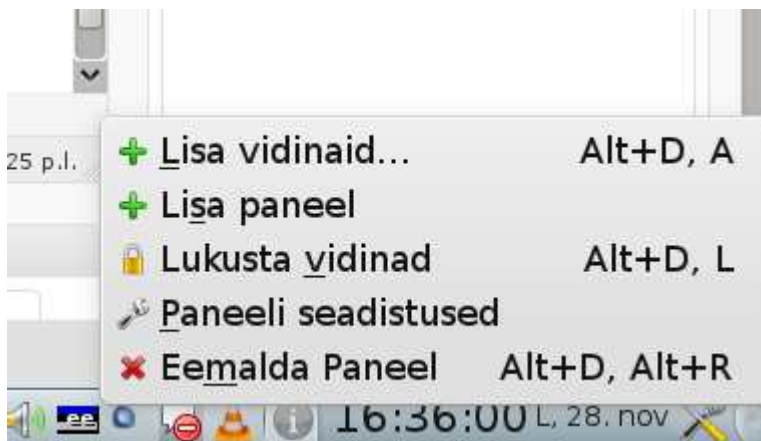 25 p.l.
Lisa vidinaid... Alt+D, A
Lisa paneel
Lukusta vidinad Alt+D, L
Paneeli seadistused
Eemalda Paneel Alt+D, Alt+R
ee 16:36:00 L, 28. nov